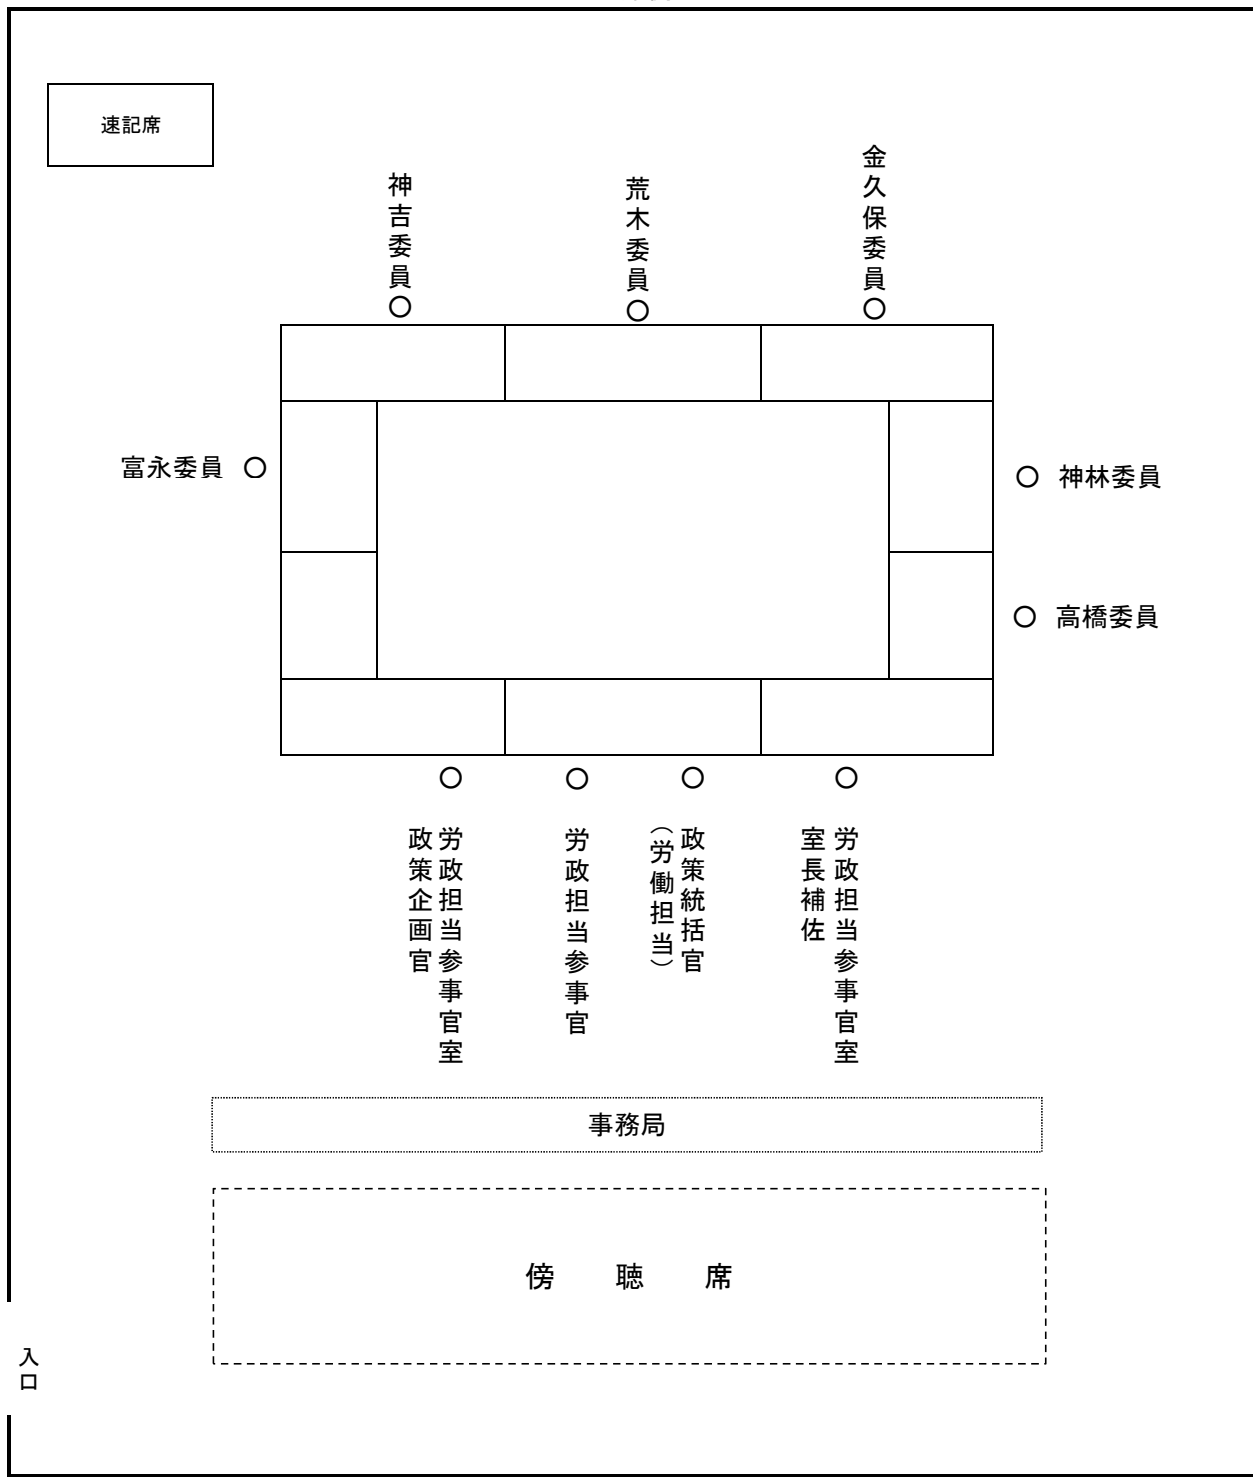 速記席
神吉委員○
荒木委員○
金久保委員○
富永委員 ○
○ 神林委員
○ 高橋委員
○ ○ ○ ○
労政担当参事官室
政策企画官
労政担当参事官
政策統括官
（労働担当）
労政担当参事官室
室長補佐
事務局
傍 聴 席
入口